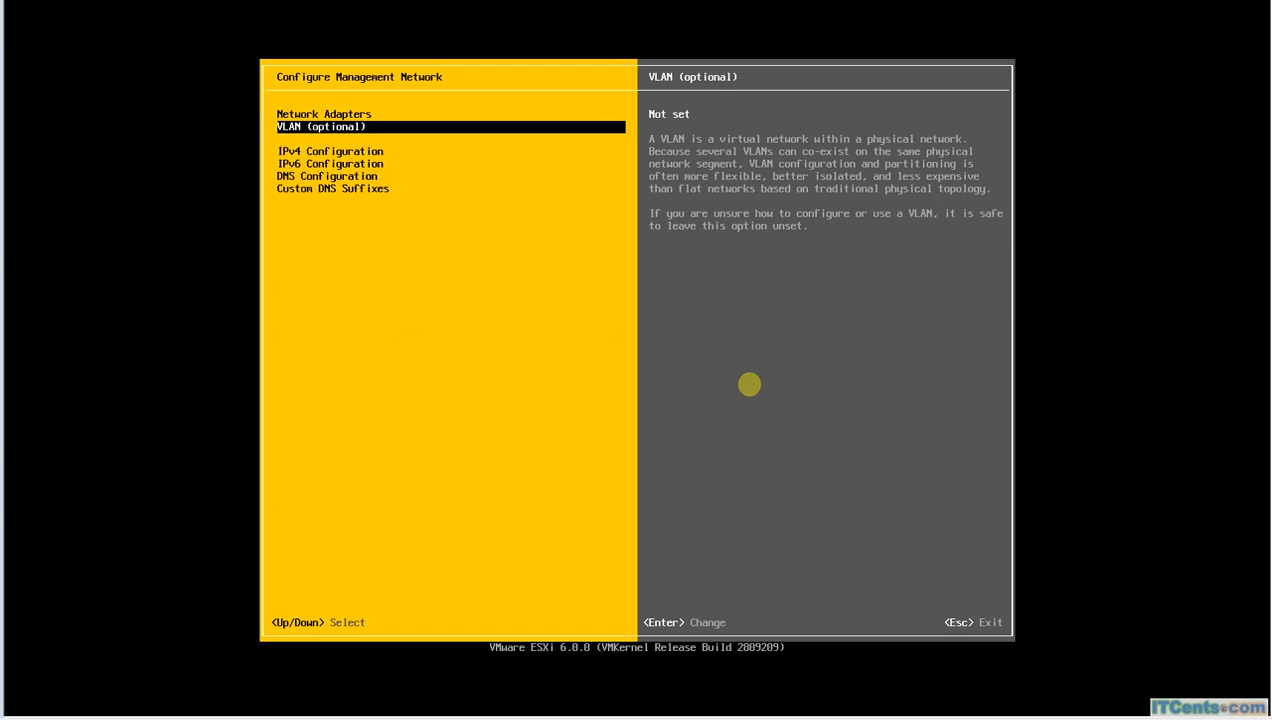 Configure Management Network
Network Adapters
VLAN (optional)
IPv4 Configuration
IPv6 Configuration
DNS Configuration
Custom DNS Suffixes
<Up/Down> Select
VLAN (optional)
Not set
A VLAN is a virtual network within a physical network.
Because several VLANs can co-exist on the same physical
network segment, VLAN configuration and partitioning is
often more flexible, better isolated, and less expensive
than flat networks based on traditional physical topology.
If you are unsure how to configure or use a VLAN, it is safe
to leave this option unset.
<Enter> Change
<Esc> Exit
VMware ESXi 6.0.0 (VMKernel Release Build 2809209)
ITCents.com